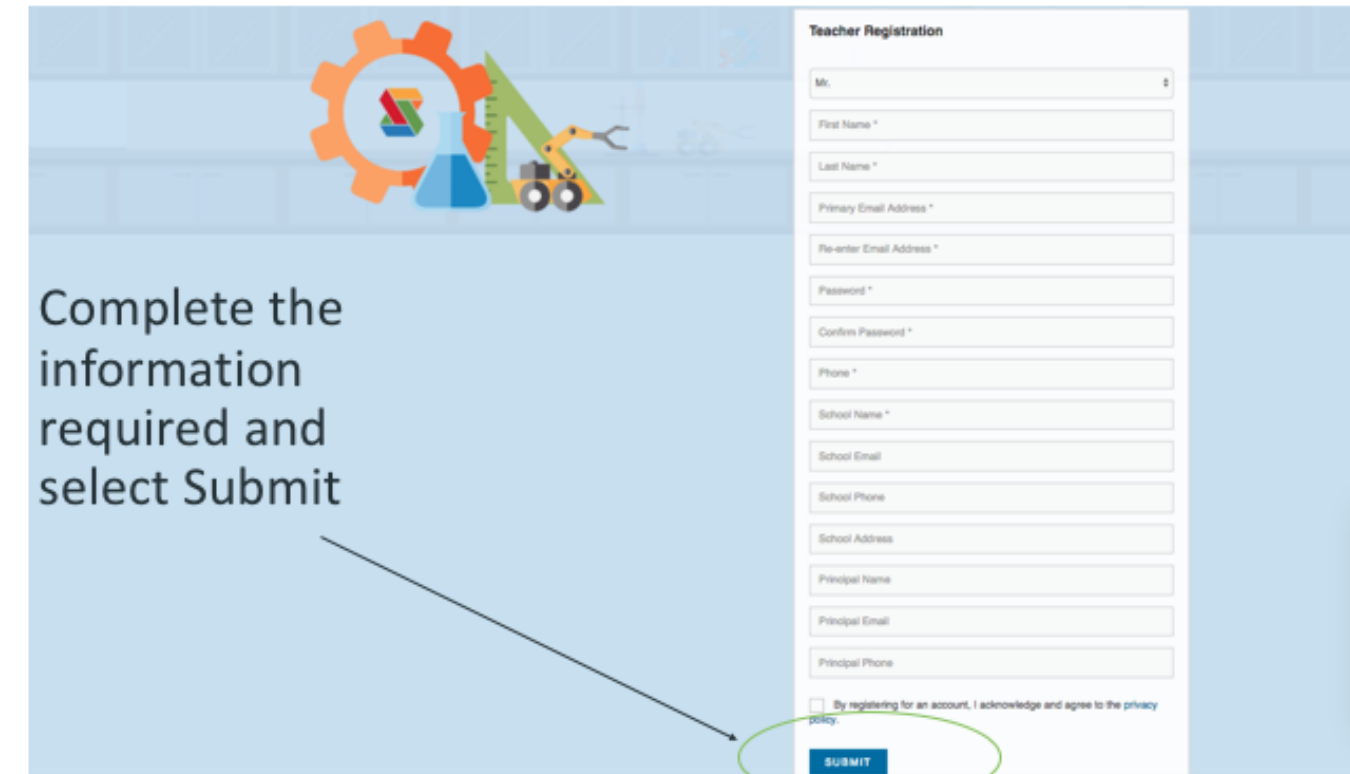 Complete the
information
required and
select Submit
Teacher Registration
Mr.
First Name *
Last Name *
Primary Email Address *
Re-enter Email Address *
Password *
Confirm Password *
Phone *
School Name *
School Email
School Phone
School Address
Principal Name
Principal Email
Principal Phone
By registering for an account, I acknowledge and agree to the privacy
policy.
SUBMIT